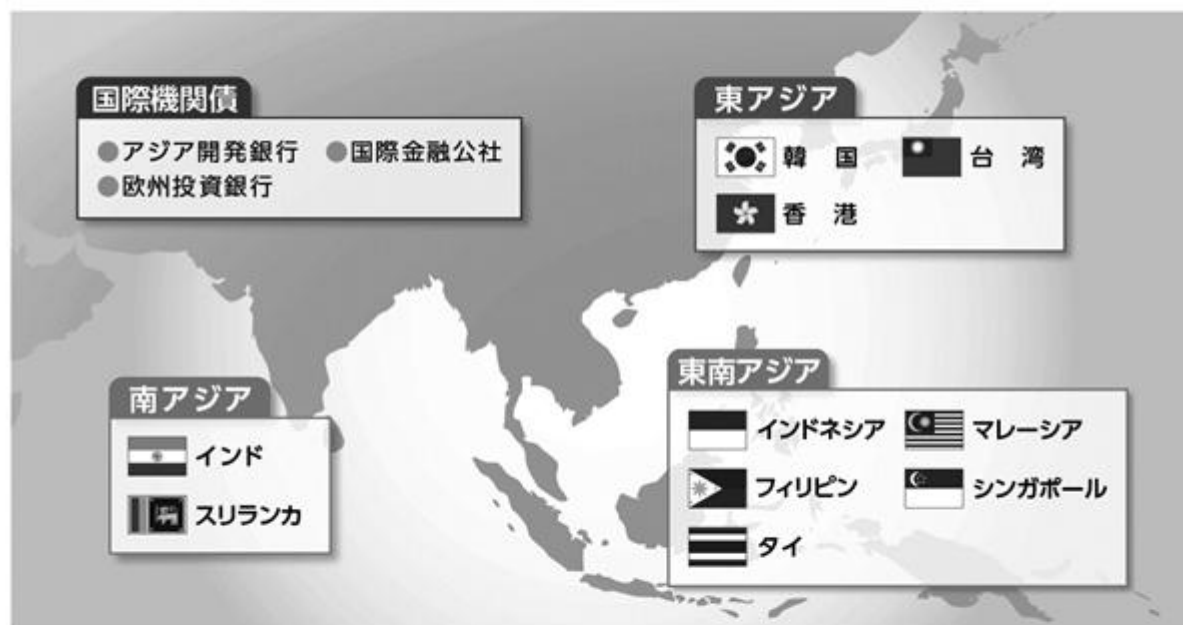 国際機関債
●アジア開発銀行 ●国際金融公社
●欧州投資銀行
東アジア
韓国 台湾
香港
南アジア
インド
スリランカ
東南アジア
インドネシア マレーシア
フィリピン シンガポール
タイ